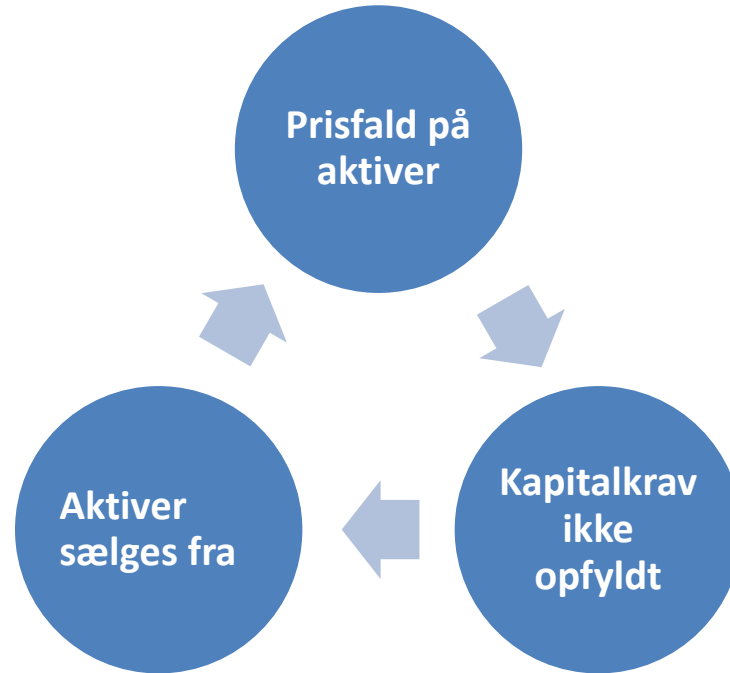 Prisfald på
aktiver
Kapitalkrav
ikke
opfyldt
Aktiver
sælges fra